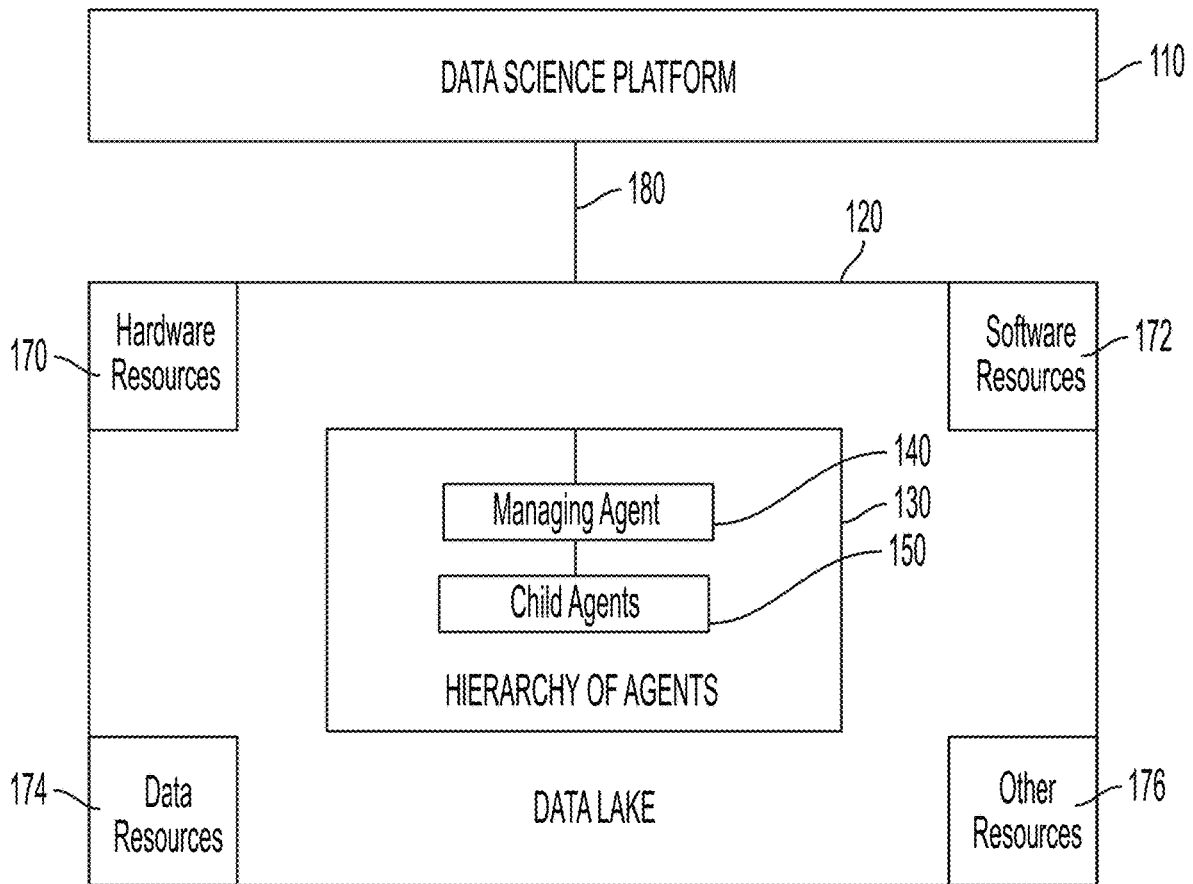 DATA SCIENCE PLATFORM
110
180
120
Hardware
Resources
170
Software
Resources
172
140
Managing Agent
130
150
Child Agents
HIERARCHY OF AGENTS
174
Data
Resources
DATA LAKE
Other
Resources
176